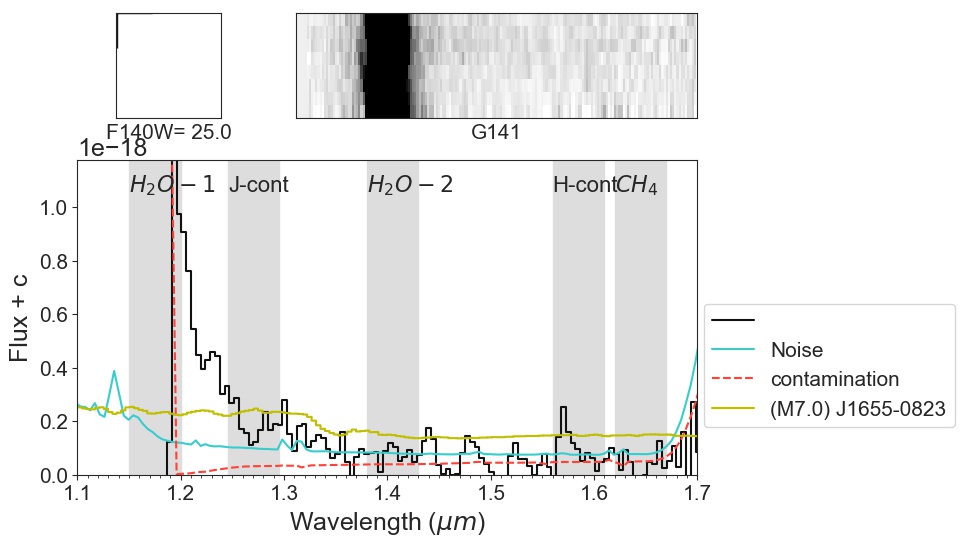 F140W= 25.0
G141
1e−18
H₂O − 1 J-cont H₂O − 2 H-cont CH₄
1.0
0.8
0.6
0.4
0.2
0.0
Flux + c
1.1 1.2 1.3 1.4 1.5 1.6 1.7
Wavelength (μm)
Noise
contamination
(M7.0) J1655-0823